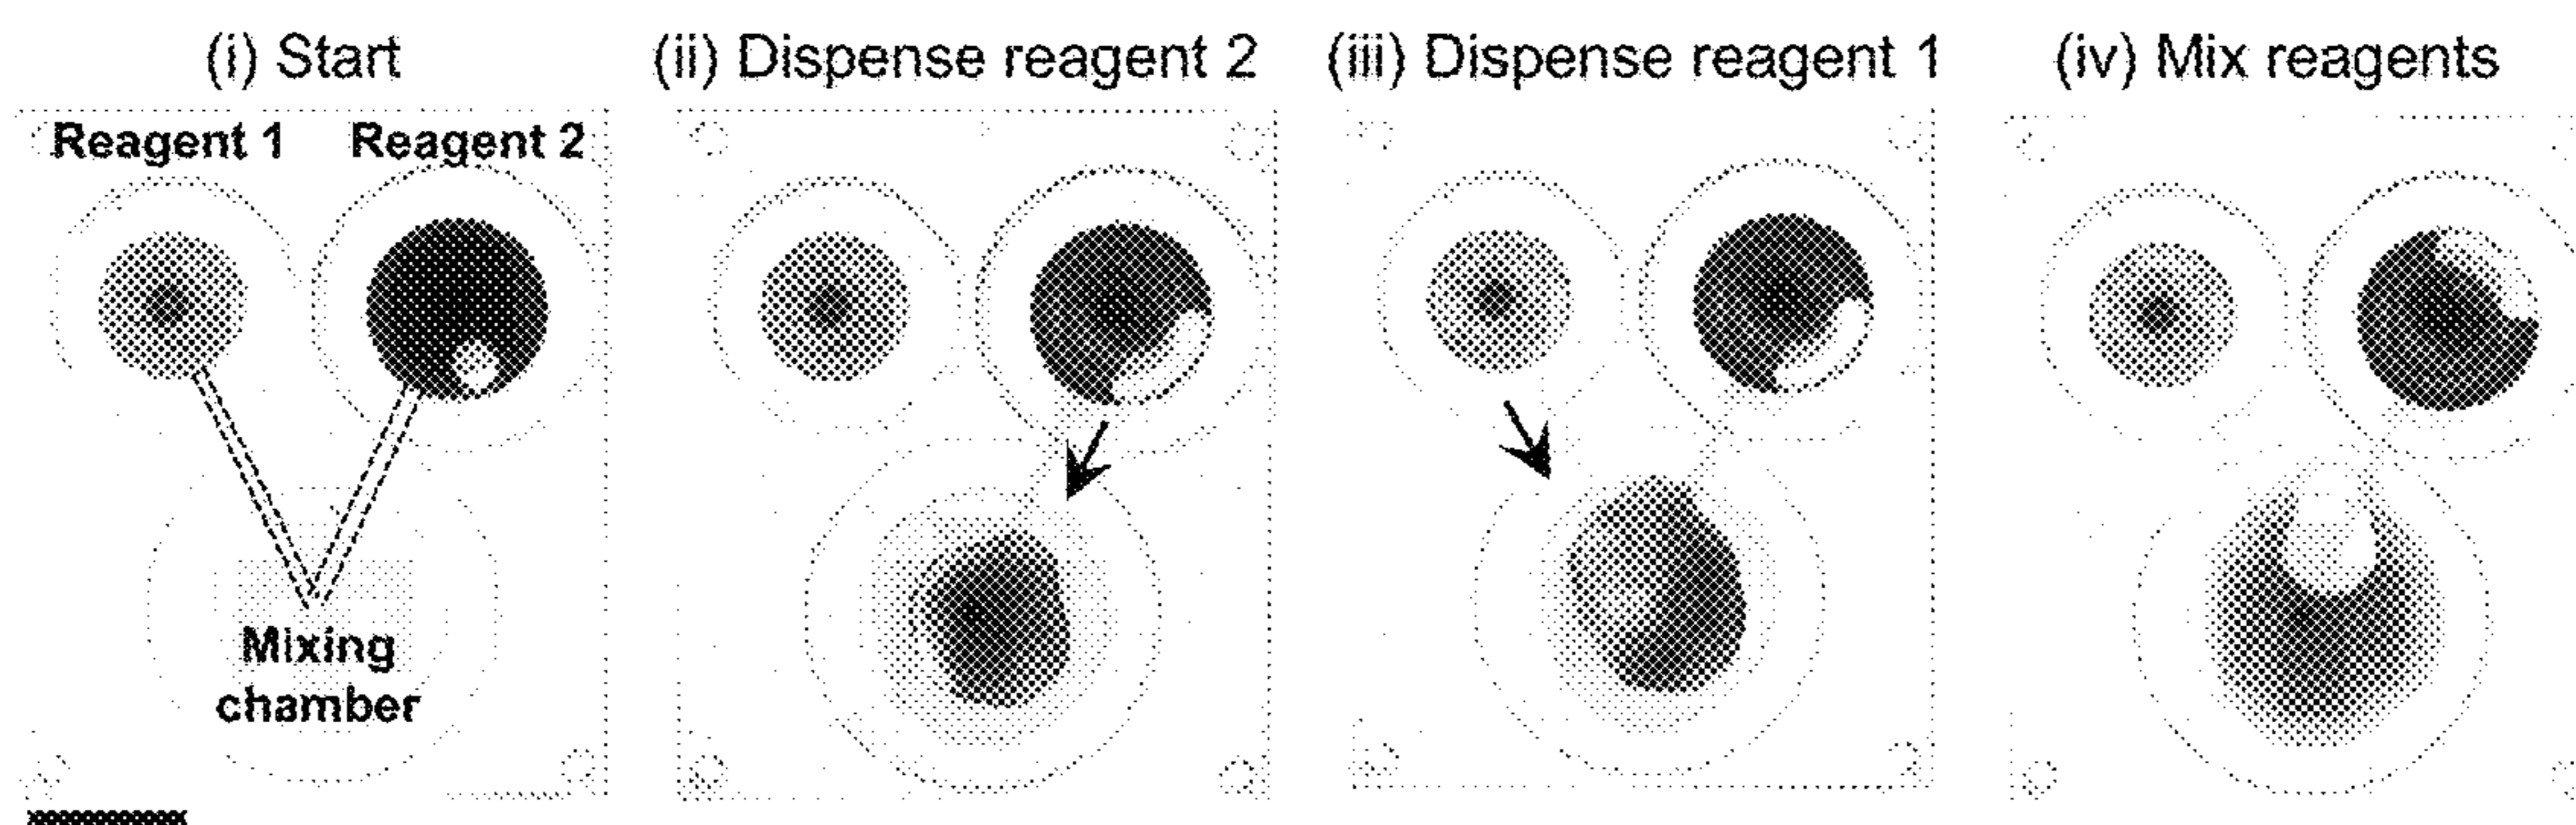 (i) Start
(ii) Dispense reagent 2
(iii) Dispense reagent 1
(iv) Mix reagents
Reagent 1
Reagent 2
Mixing
chamber